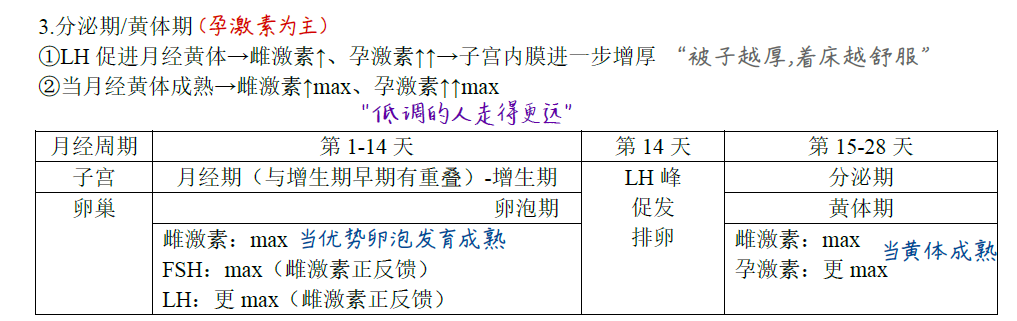 3.分泌期/黄体期(孕激素为主)
①LH 促进月经黄体→雌激素↑、孕激素↑↑→子宫内膜进一步增厚 “被子越厚,着床越舒服”
②当月经黄体成熟→雌激素↑max、孕激素↑↑max
"低调的人走得更远"
月经周期 第 1-14 天 第 14 天 第 15-28 天
子宫 月经期（与增生期早期有重叠）-增生期 LH 峰 分泌期
卵巢 卵泡期 促发 黄体期
雌激素：max 当优势卵泡发育成熟 排卵 雌激素：max 当黄体成熟
FSH：max（雌激素正反馈） 孕激素：更 max
LH：更 max（雌激素正反馈）